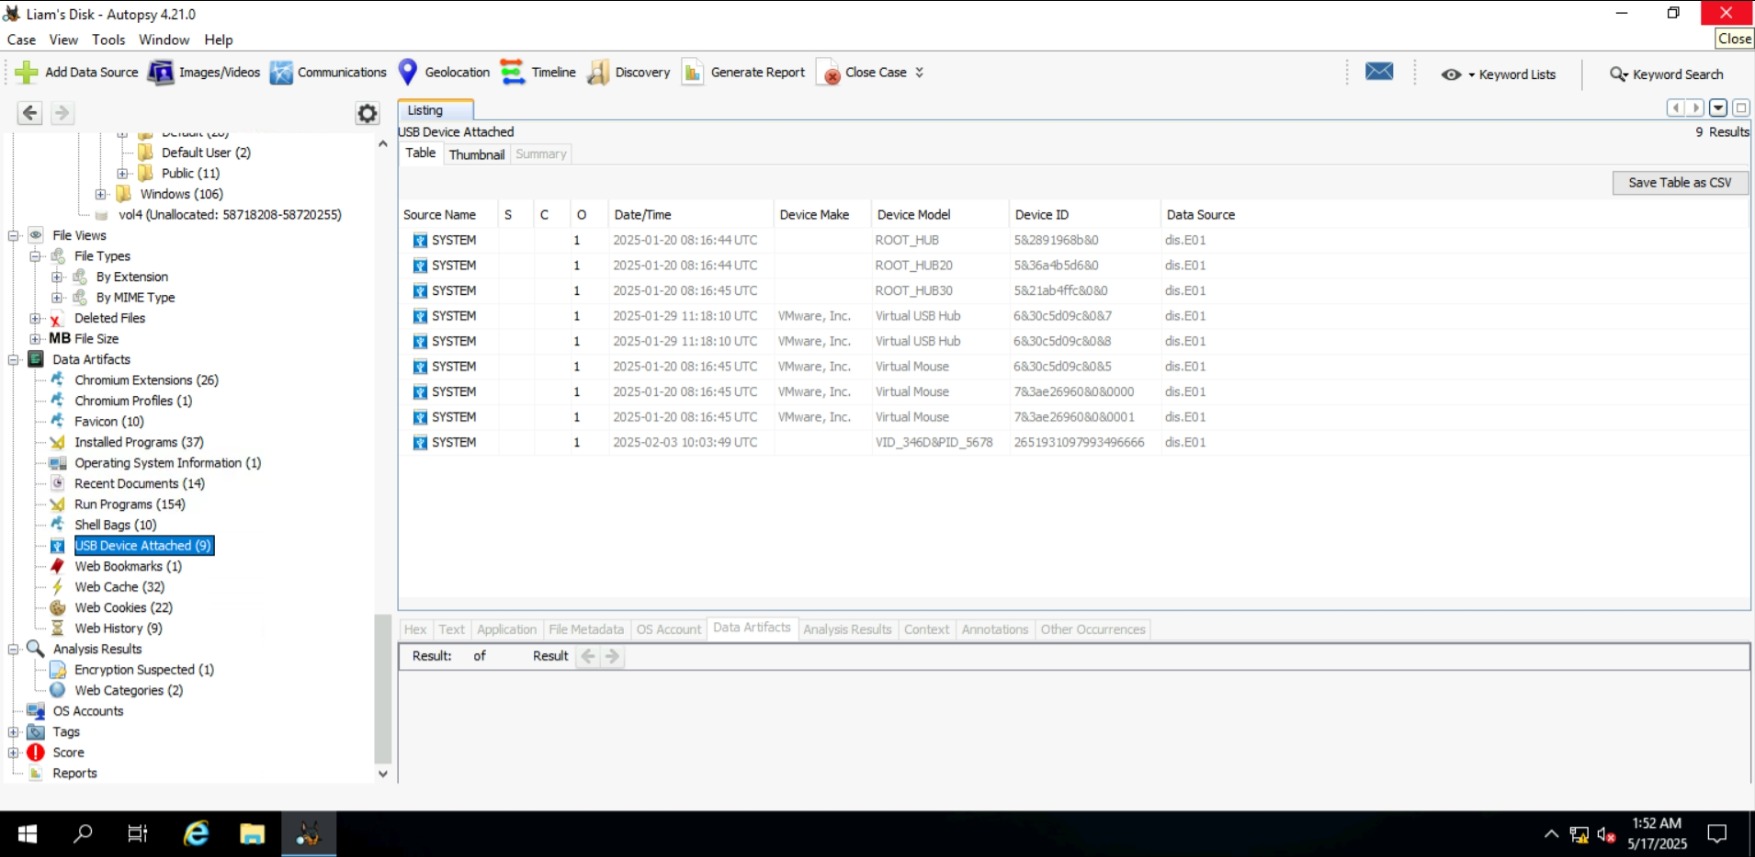 Liam's Disk - Autopsy 4.21.0
Close
Case View Tools Window Help
Add Data Source Images/Videos Communications Geolocation Timeline Discovery Generate Report Close Case Keyword Lists Keyword Search
Default (20)
Default User (2)
Public (11)
Windows (106)
vol4 (Unallocated: 58718208-58720255)
File Views
File Types
By Extension
By MIME Type
Deleted Files
MB File Size
Data Artifacts
Chromium Extensions (26)
Chromium Profiles (1)
Favicon (10)
Installed Programs (37)
Operating System Information (1)
Recent Documents (14)
Run Programs (154)
Shell Bags (10)
USB Device Attached (9)
Web Bookmarks (1)
Web Cache (32)
Web Cookies (22)
Web History (9)
Analysis Results
Encryption Suspected (1)
Web Categories (2)
OS Accounts
Tags
Score
Reports
Listing
USB Device Attached
9 Results
Table Thumbnail Summary
Save Table as CSV
Source Name S C O Date/Time Device Make Device Model Device ID Data Source
SYSTEM 1 2025-01-20 08:16:44 UTC ROOT_HUB 5&2891968b&0 dis.E01
SYSTEM 1 2025-01-20 08:16:44 UTC ROOT_HUB20 5&36a4b5d6&0 dis.E01
SYSTEM 1 2025-01-20 08:16:45 UTC ROOT_HUB30 5&21ab4ffc&0&0 dis.E01
SYSTEM 1 2025-01-29 11:18:10 UTC VMware, Inc. Virtual USB Hub 6&30c5d09c&0&7 dis.E01
SYSTEM 1 2025-01-29 11:18:10 UTC VMware, Inc. Virtual USB Hub 6&30c5d09c&0&8 dis.E01
SYSTEM 1 2025-01-20 08:16:45 UTC VMware, Inc. Virtual Mouse 6&30c5d09c&0&5 dis.E01
SYSTEM 1 2025-01-20 08:16:45 UTC VMware, Inc. Virtual Mouse 7&3ae26960&0&0000 dis.E01
SYSTEM 1 2025-01-20 08:16:45 UTC VMware, Inc. Virtual Mouse 7&3ae26960&0&0001 dis.E01
SYSTEM 1 2025-02-03 10:03:49 UTC VID_346D&PID_5678 2651931097993496666 dis.E01
Hex Text Application File Metadata OS Account Data Artifacts Analysis Results Context Annotations Other Occurrences
Result: of Result
1:52 AM
5/17/2025